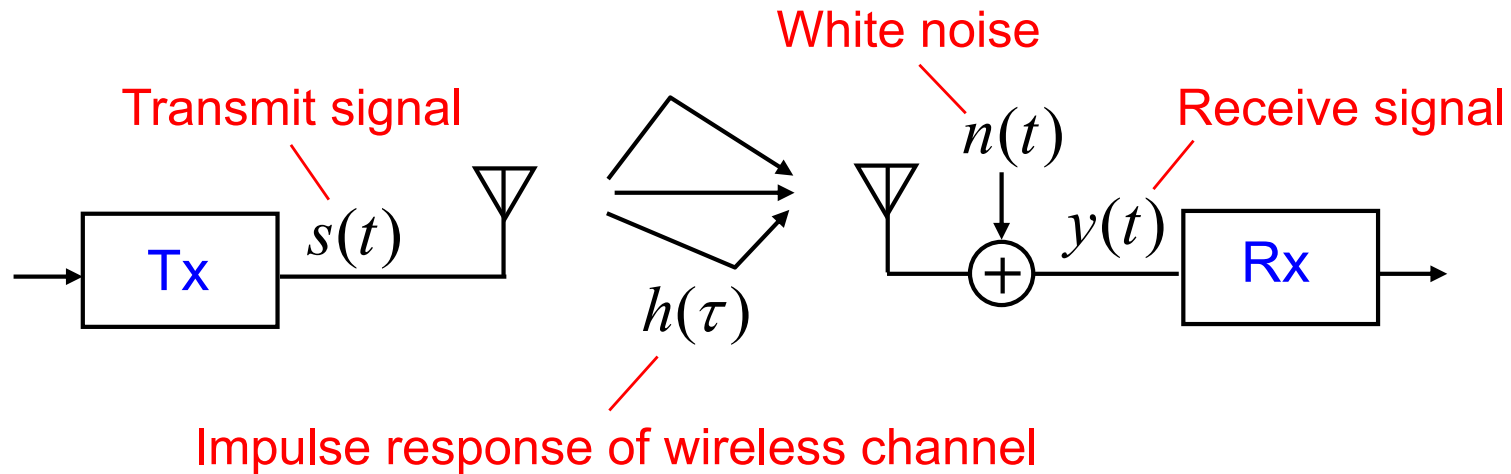 White noise
Transmit signal
Receive signal
n(t)
s(t)
y(t)
Tx
Rx
h(τ)
Impulse response of wireless channel